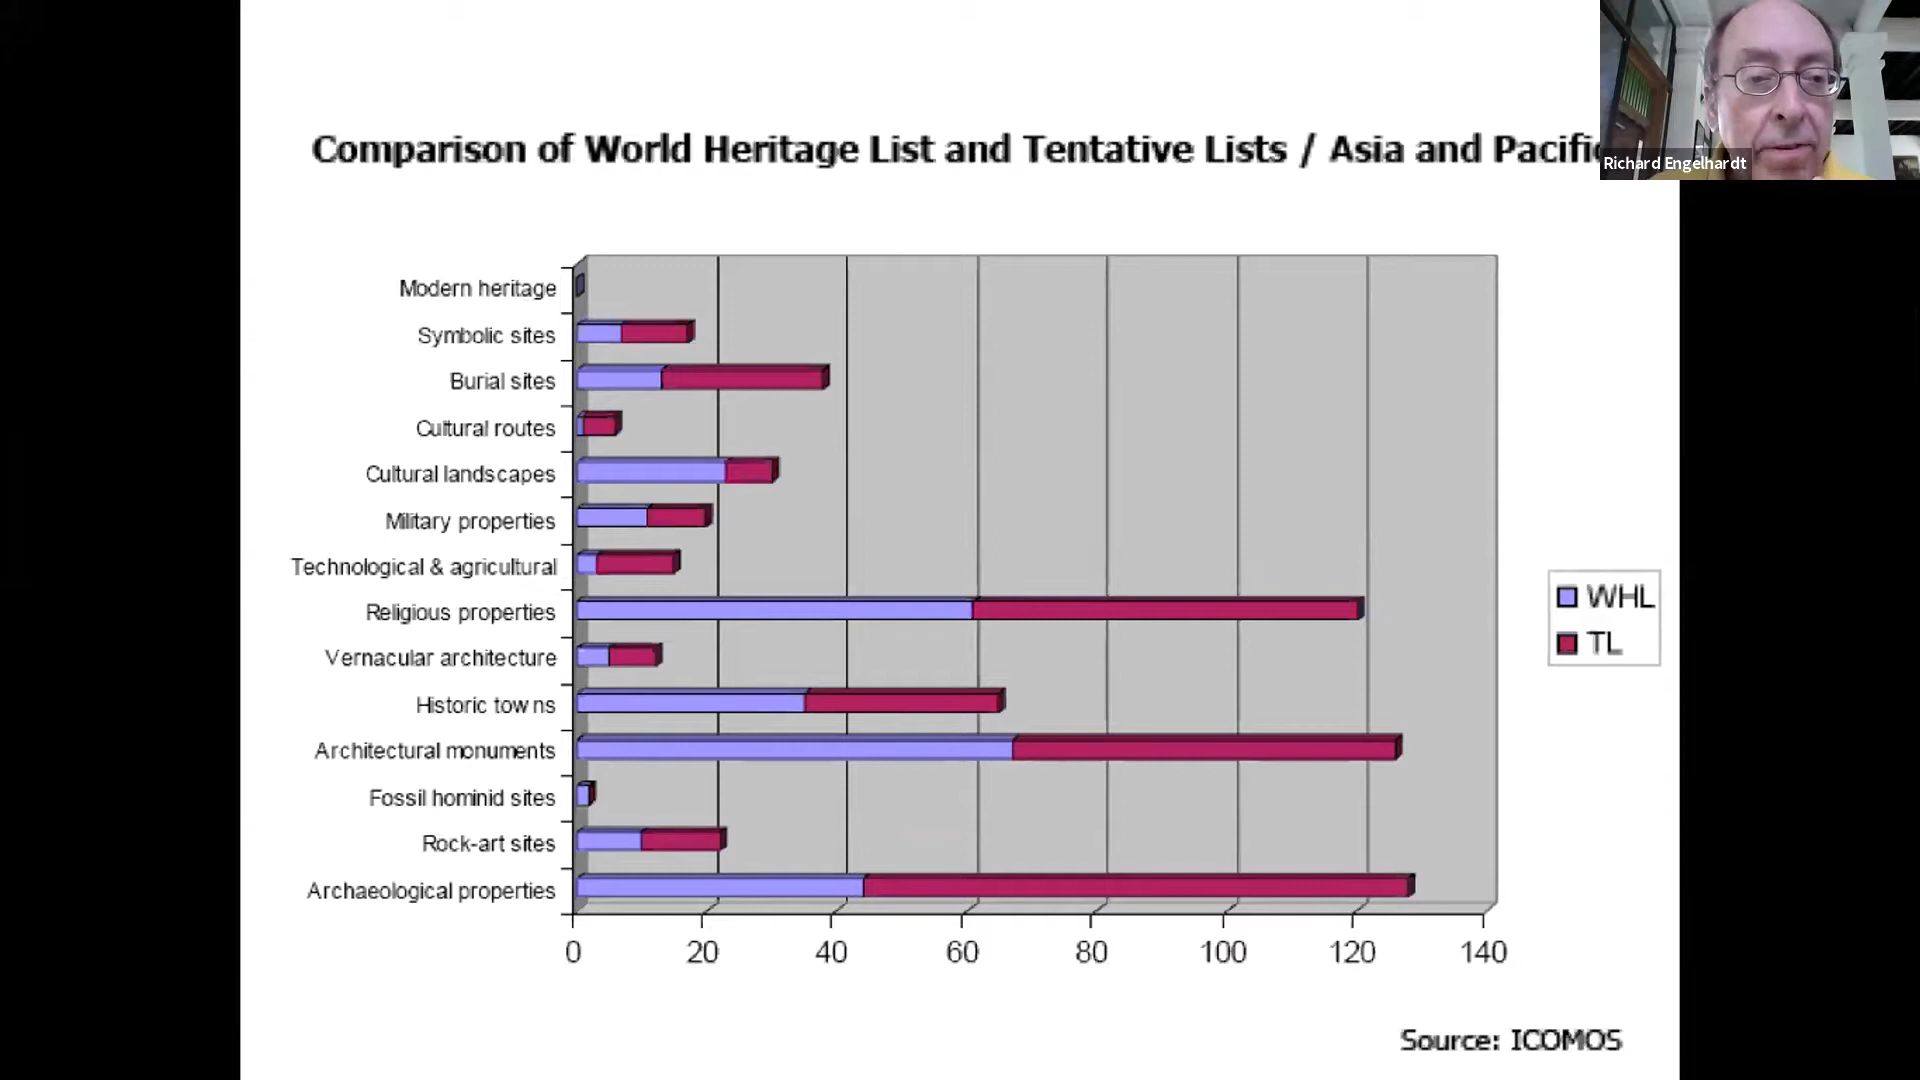 Comparison of World Heritage List and Tentative Lists / Asia and Pacific
Richard Engelhardt
Modern heritage
Symbolic sites
Burial sites
Cultural routes
Cultural landscapes
Military properties
Technological & agricultural
Religious properties
Vernacular architecture
Historic towns
Architectural monuments
Fossil hominid sites
Rock-art sites
Archaeological properties
0 20 40 60 80 100 120 140
WHL
TL
Source: ICOMOS